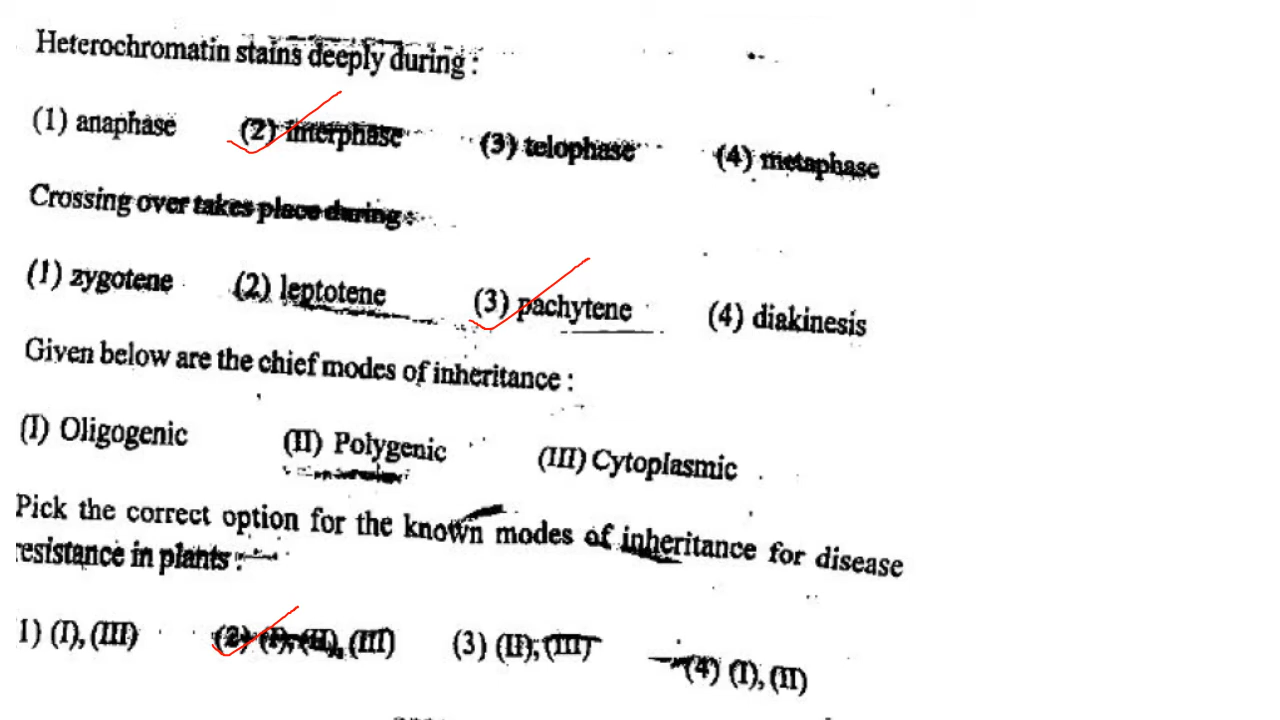 Heterochromatin stains deeply during :
(1) anaphase (2) interphase (3) telophase (4) metaphase
Crossing over takes place during :
(1) zygotene (2) leptotene (3) pachytene (4) diakinesis
Given below are the chief modes of inheritance :
(I) Oligogenic (II) Polygenic (III) Cytoplasmic
Pick the correct option for the known modes of inheritance for disease
resistance in plants :
1) (I), (III) (2) (I), (II), (III) (3) (II), (III) (4) (I), (II)